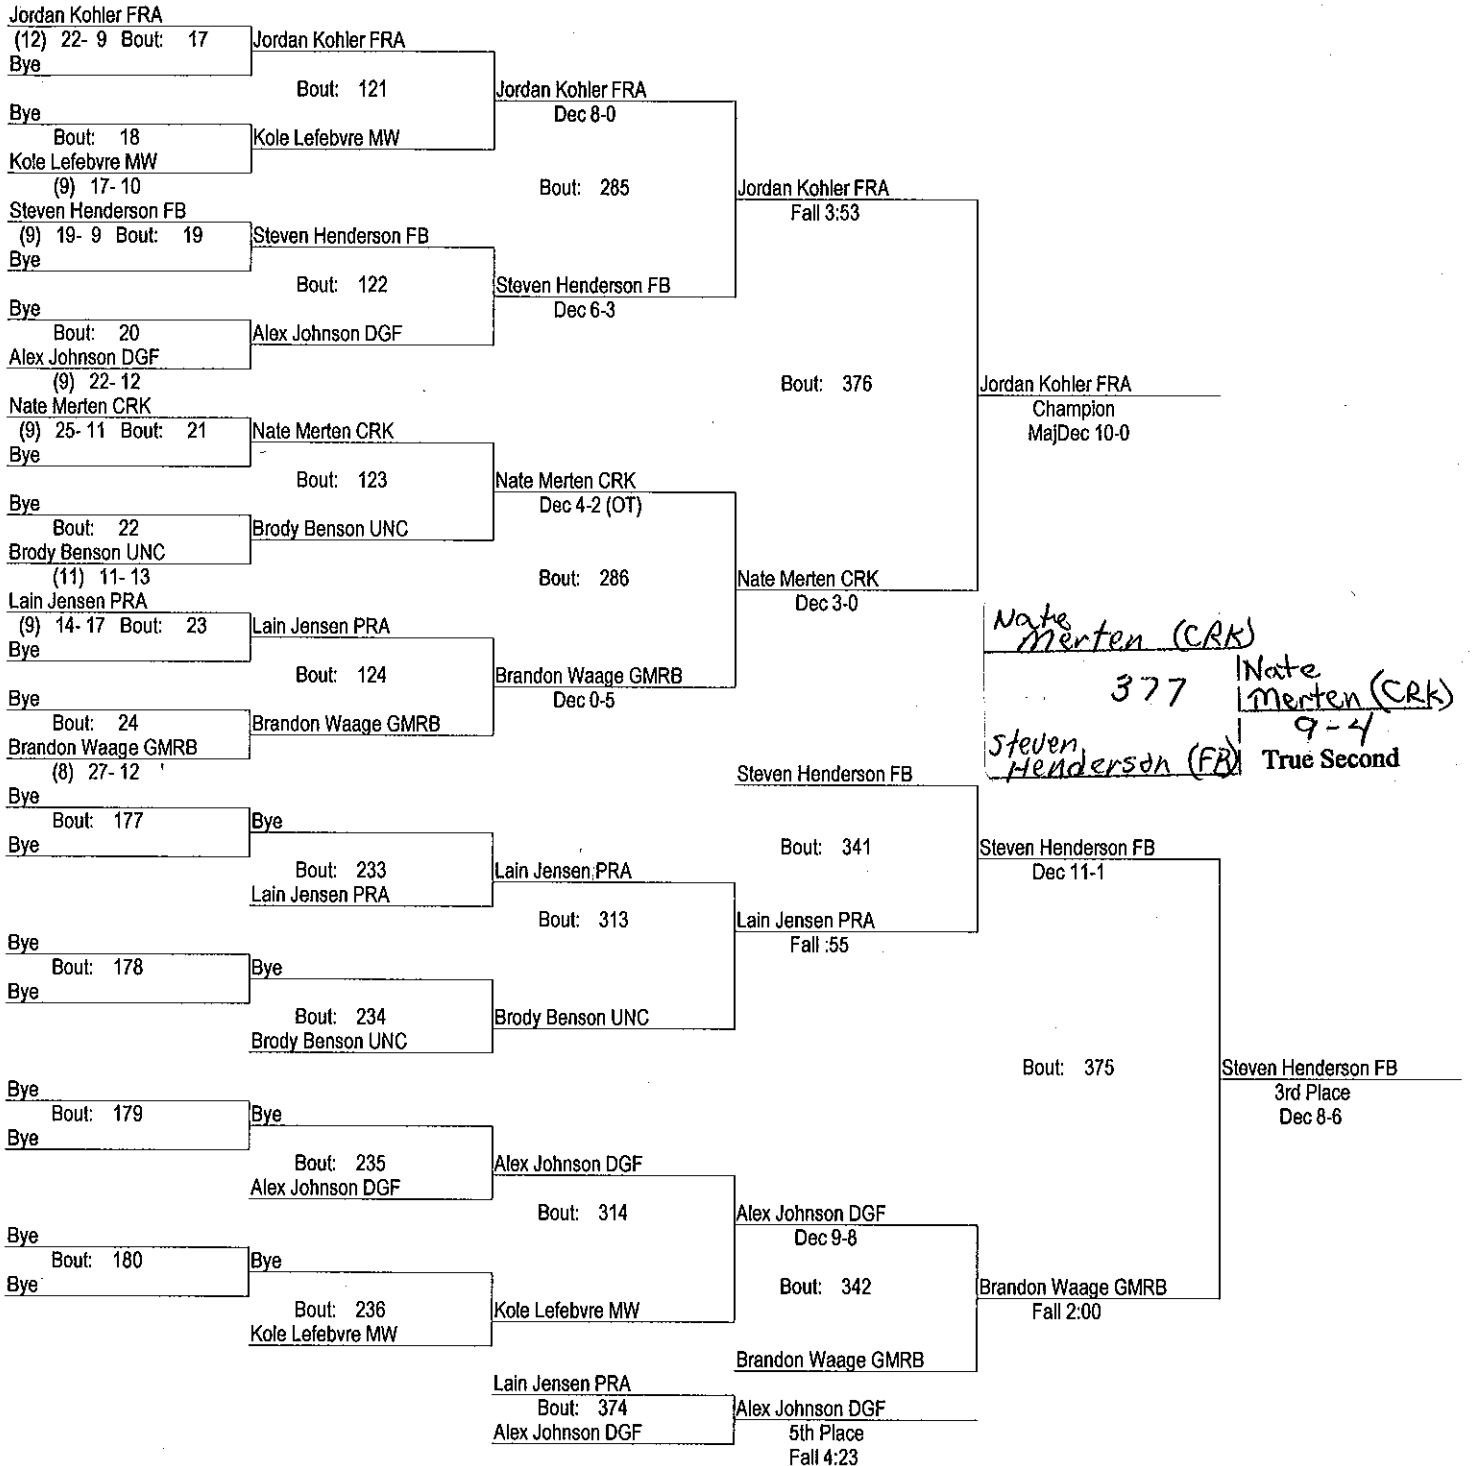 Jordan Kohler FRA
(12) 22- 9 Bout: 17
Bye
Jordan Kohler FRA
Bout: 121
Bye
Bout: 18
Kole Lefebvre MW
(9) 17- 10
Kole Lefebvre MW
Jordan Kohler FRA
Dec 8-0
Bout: 285
Steven Henderson FB
(9) 19- 9 Bout: 19
Bye
Steven Henderson FB
Bout: 122
Bye
Bout: 20
Alex Johnson DGF
(9) 22- 12
Alex Johnson DGF
Steven Henderson FB
Dec 6-3
Jordan Kohler FRA
Fall 3:53
Bout: 376
Jordan Kohler FRA
Champion
MajDec 10-0
Nate Merten CRK
(9) 25- 11 Bout: 21
Bye
Nate Merten CRK
Bout: 123
Bye
Bout: 22
Brody Benson UNC
(11) 11- 13
Brody Benson UNC
Nate Merten CRK
Dec 4-2 (OT)
Bout: 286
Lain Jensen PRA
(9) 14- 17 Bout: 23
Bye
Lain Jensen PRA
Bout: 124
Bye
Bout: 24
Brandon Waage GMRB
(8) 27- 12
Brandon Waage GMRB
Brandon Waage GMRB
Dec 0-5
Nate Merten CRK
Dec 3-0
Nate
Merten (CRK)
377
Steven
Henderson (FB)
Nate
Merten (CRK)
9-4
True Second
Bye
Bout: 177
Bye
Bye
Bout: 233
Lain Jensen PRA
Lain Jensen PRA
Bout: 313
Bye
Bout: 178
Bye
Bye
Bout: 234
Brody Benson UNC
Brody Benson UNC
Steven Henderson FB
Bout: 341
Lain Jensen PRA
Fall :55
Steven Henderson FB
Dec 11-1
Bout: 375
Steven Henderson FB
3rd Place
Dec 8-6
Bye
Bout: 179
Bye
Bye
Bout: 235
Alex Johnson DGF
Alex Johnson DGF
Bout: 314
Bye
Bout: 180
Bye
Bye
Bout: 236
Kole Lefebvre MW
Kole Lefebvre MW
Alex Johnson DGF
Dec 9-8
Bout: 342
Brandon Waage GMRB
Brandon Waage GMRB
Fall 2:00
Lain Jensen PRA
Bout: 374
Alex Johnson DGF
Alex Johnson DGF
5th Place
Fall 4:23